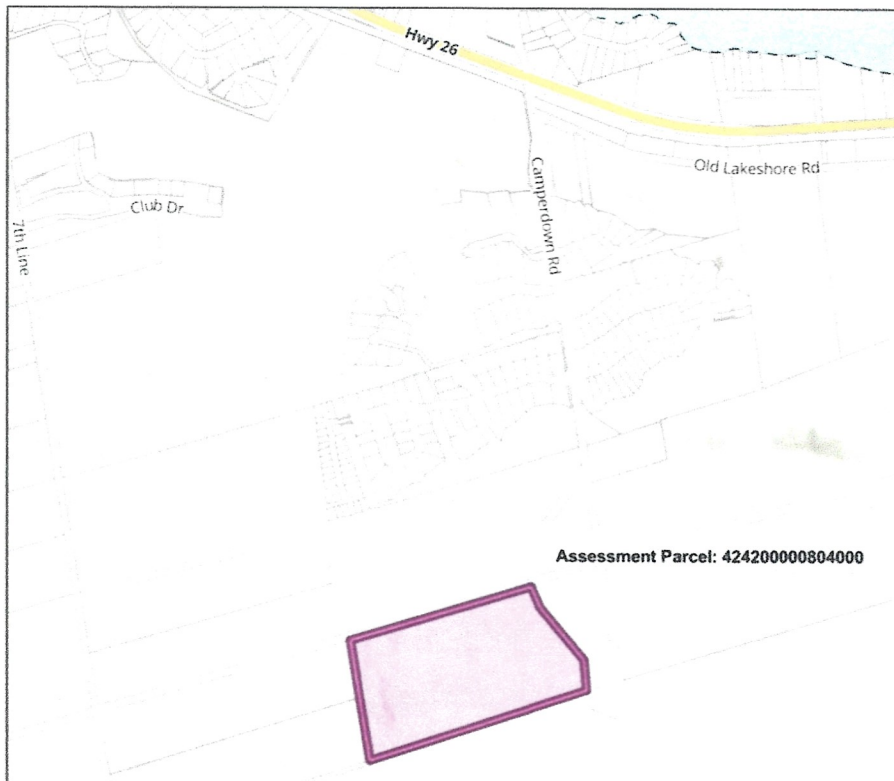 Hwy 26
Old Lakeshore Rd
Camperdown Rd
Club Dr
7th Line
Assessment Parcel: 424200000804000